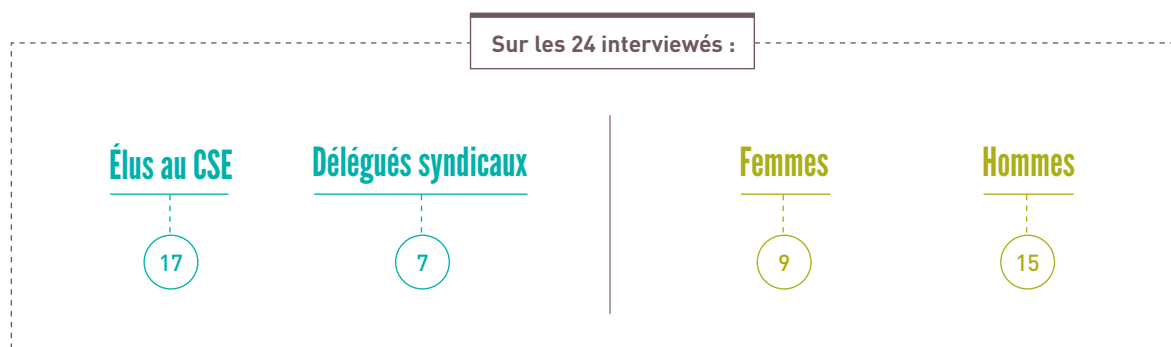 Sur les 24 interviewés :
Élus au CSE
Délégués syndicaux
Femmes
Hommes
17
7
9
15